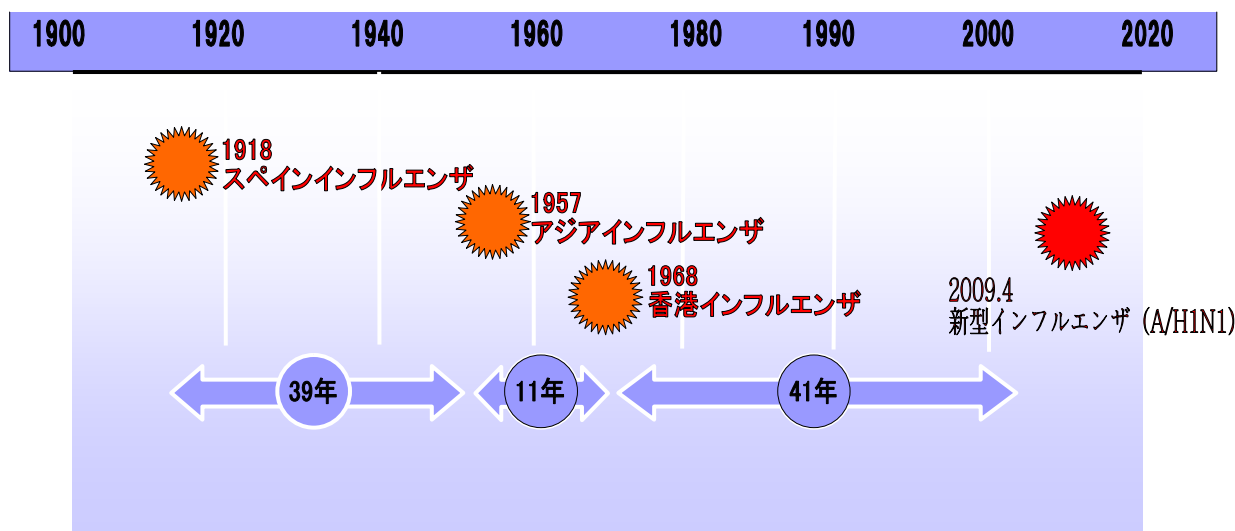 1900 1920 1940 1960 1980 1990 2000 2020
1918
スペインインフルエンザ
1957
アジアインフルエンザ
1968
香港インフルエンザ
2009.4
新型インフルエンザ (A/H1N1)
39年 11年 41年